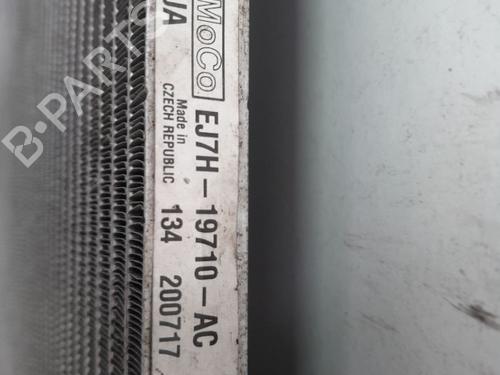 MoCo
UA
EJ7H-19710-AC
Made in
CZECH REPUBLIC
134 200717
B-PARTS